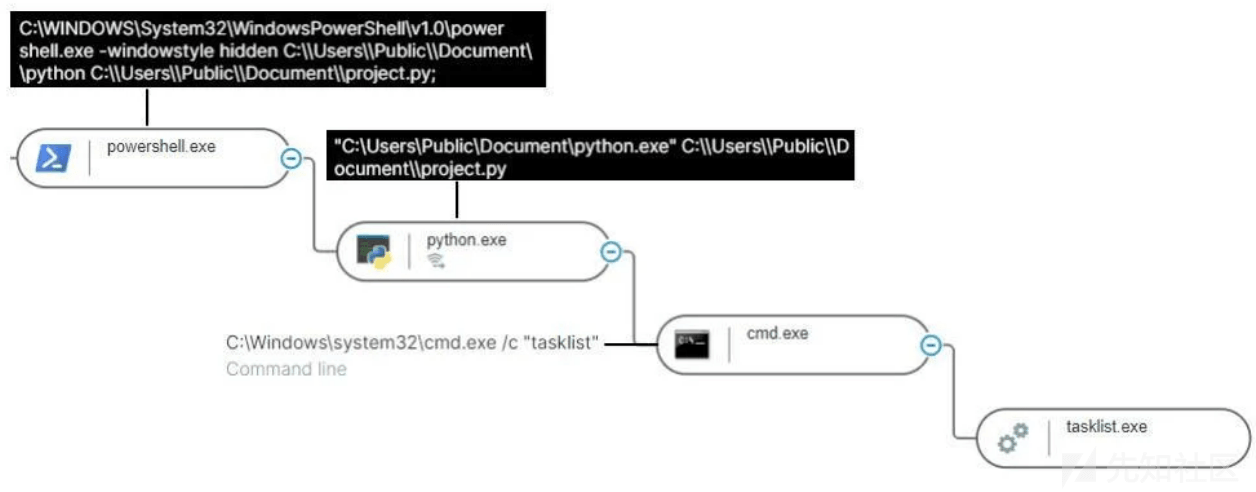 C:\WINDOWS\System32\WindowsPowerShell\v1.0\power
shell.exe -windowstyle hidden C:\\Users\\Public\\Document\
\python C:\\Users\\Public\\Document\\project.py;
powershell.exe
"C:\Users\Public\Document\python.exe" C:\\Users\\Public\\D
ocument\\project.py
python.exe
C:\Windows\system32\cmd.exe /c "tasklist"
Command line
cmd.exe
tasklist.exe
先知社区